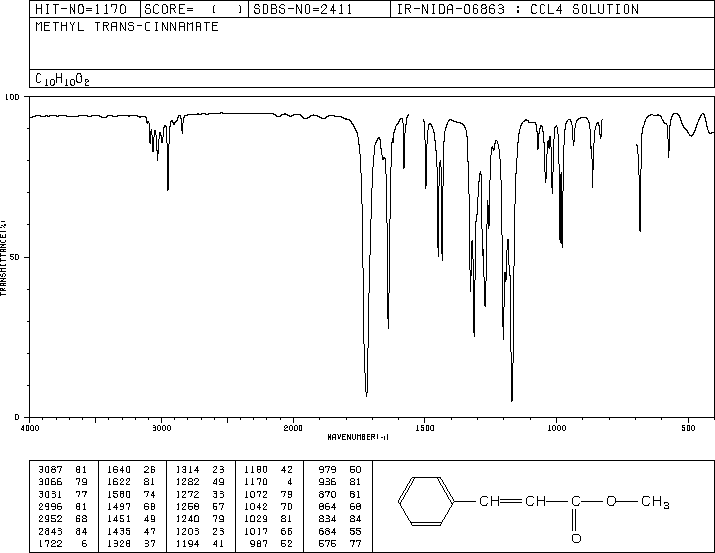 HIT-NO=1170 SCORE= ( ) SDBS-NO=2411 IR-NIDA-06863 : CCL4 SOLUTION
METHYL TRANS-CINNAMATE
C10H10O2
100
50
0
TRANSMITTANCE(%)
4000 3000 2000 1500 1000 500
WAVENUMBER(-1)
3087 81 1640 26 1314 23 1180 42 979 50
3066 79 1622 81 1282 49 1170 4 936 81
3031 77 1580 74 1272 33 1072 79 870 81
2996 81 1497 68 1258 57 1042 70 864 68
2952 68 1451 49 1240 79 1029 81 834 84
2843 84 1435 47 1203 23 1017 66 684 55
1722 6 1328 37 1194 41 987 52 576 77
CH=CH-C-O-CH3
O